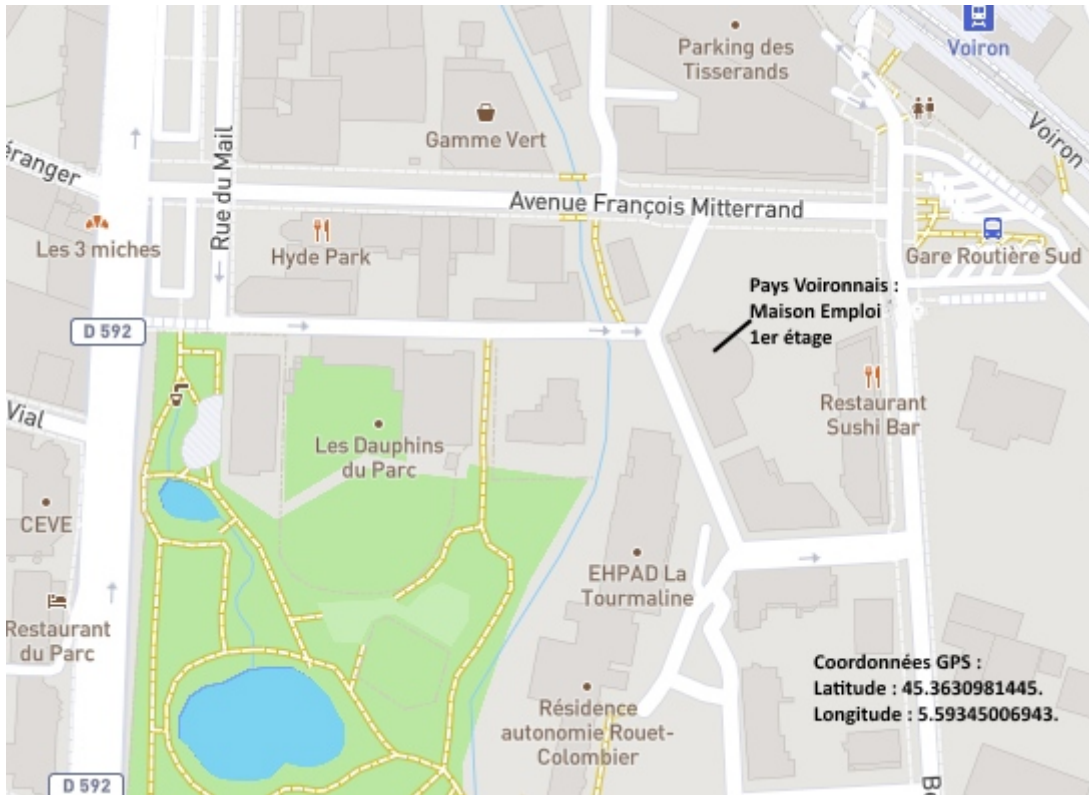 Voiron
Parking des
Tisserands
Gamme Vert
Voiron
éranger
Rue du Mail
Avenue François Mitterrand
Les 3 miches
Hyde Park
Gare Routière Sud
Pays Voironnais :
Maison Emploi
1er étage
D 592
Restaurant
Sushi Bar
Vial
Les Dauphins
du Parc
CEVE
EHPAD La
Tourmaline
Restaurant
du Parc
Coordonnées GPS :
Latitude : 45.3630981445.
Longitude : 5.59345006943.
Résidence
autonomie Rouet-
Colombier
D 592